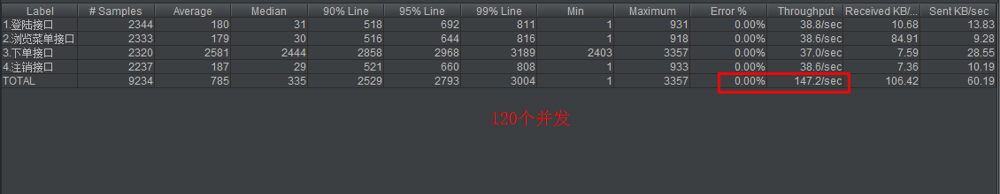 Label # Samples Average Median 90% Line 95% Line 99% Line Min Maximum Error % Throughput Received KB/... Sent KB/sec
1.登陆接口 2344 180 31 518 692 811 1 931 0.00% 38.8/sec 10.68 13.83
2.浏览菜单接口 2333 179 30 516 644 816 1 918 0.00% 38.6/sec 84.91 9.28
3.下单接口 2320 2581 2444 2858 2968 3189 2403 3357 0.00% 37.0/sec 7.59 28.55
4.注销接口 2237 187 29 521 660 808 1 933 0.00% 38.6/sec 7.36 10.19
TOTAL 9234 785 335 2529 2793 3004 1 3357 0.00% 147.2/sec 106.42 60.19
120个并发